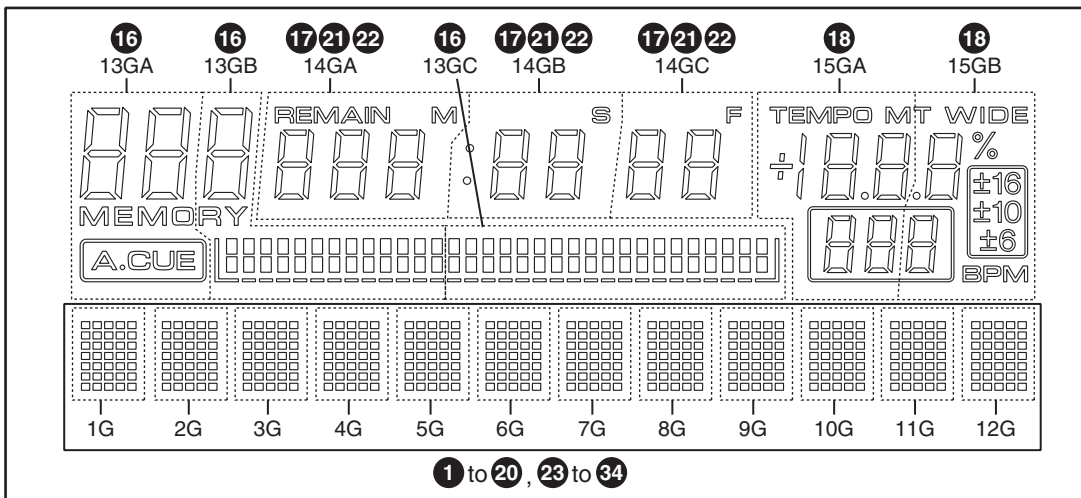 16 16 17 21 22 16 17 21 22 17 21 22 18 18
13GA 13GB 14GA 13GC 14GB 14GC 15GA 15GB
REMAIN M S F TEMPO MT WIDE
%
±16
±10
±6
MEMORY
A.CUE
BPM
1G 2G 3G 4G 5G 6G 7G 8G 9G 10G 11G 12G
1 to 20 , 23 to 34